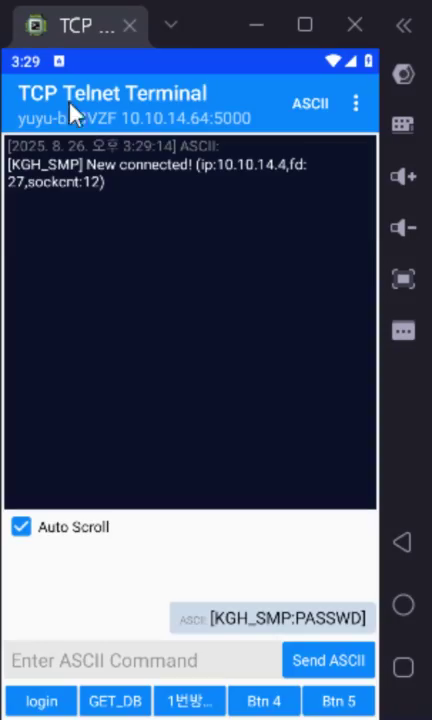 TCP ...
3:29
TCP Telnet Terminal
10.10.14.64:5000
ASCII
[2025. 8. 26. 오후 3:29:14] ASCII:
[KGH_SMP] New connected! (ip:10.10.14.4,fd:
27,sockcnt:12)
Auto Scroll
ASCII: [KGH_SMP:PASSWD]
Enter ASCII Command
Send ASCII
login
GET_DB
1번방...
Btn 4
Btn 5